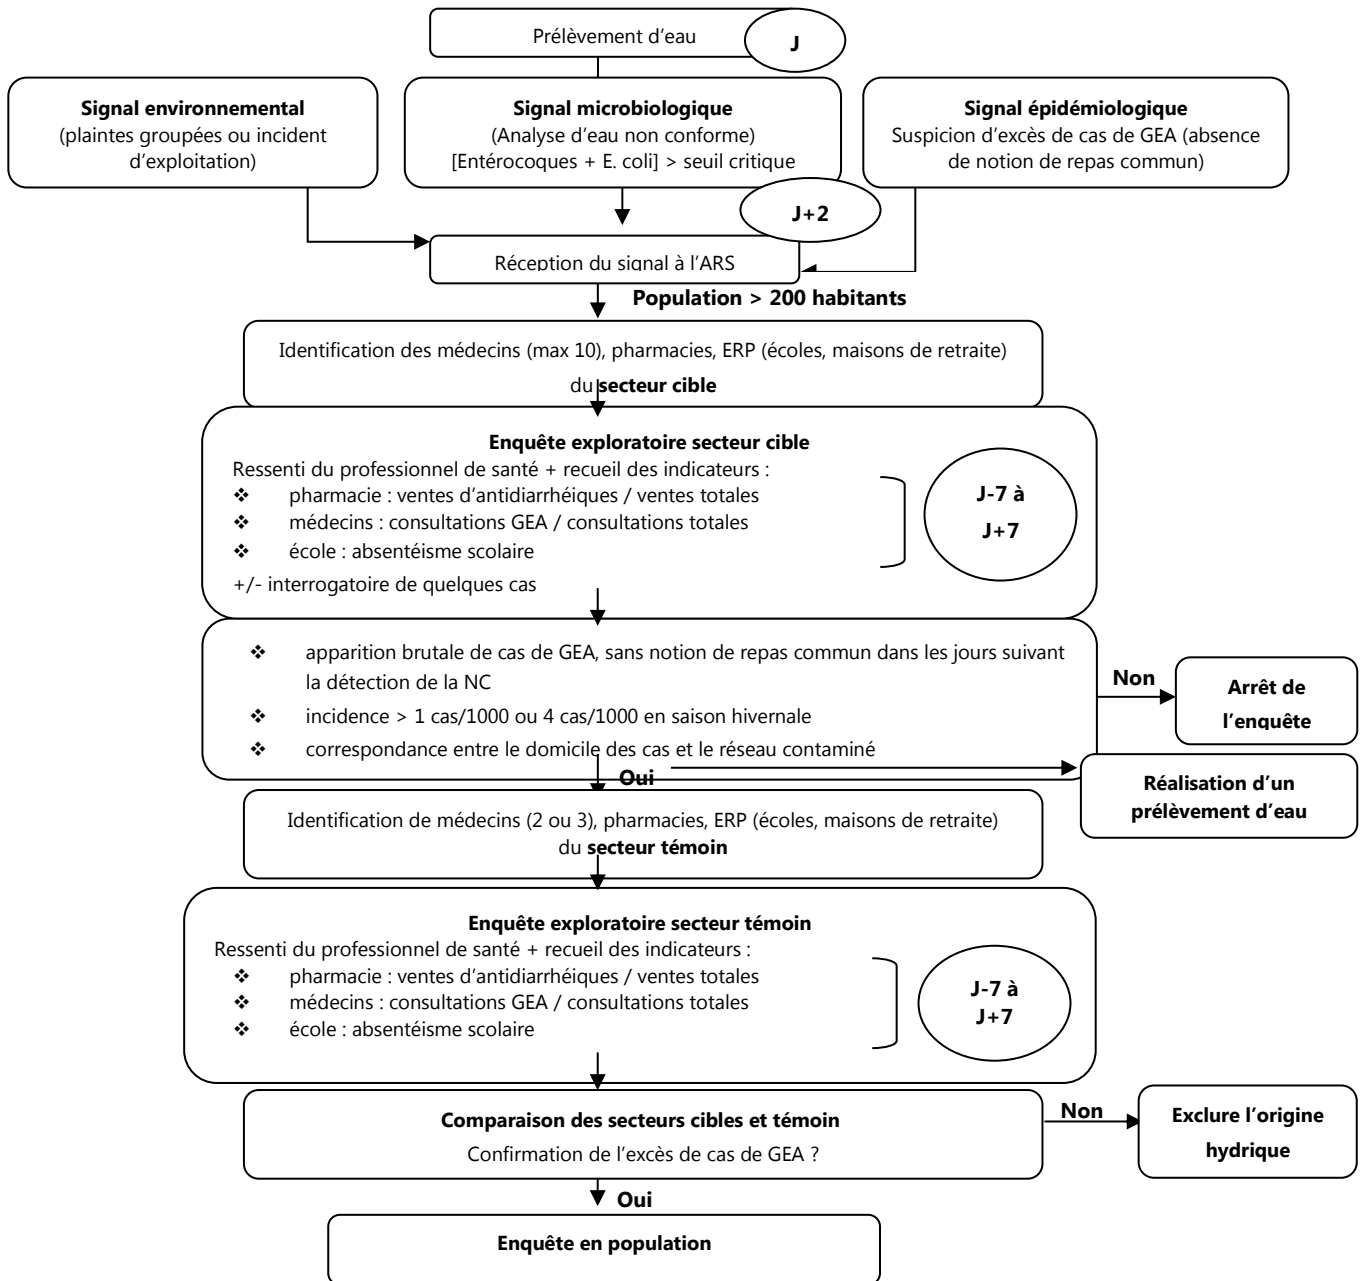 Prélèvement d'eau
J
Signal environnemental
(plaintes groupées ou incident
d'exploitation)
Signal microbiologique
(Analyse d'eau non conforme)
[Entérocoques + E. coli] > seuil critique
Signal épidémiologique
Suspicion d'excès de cas de GEA (absence
de notion de repas commun)
J+2
Réception du signal à l'ARS
Population > 200 habitants
Identification des médecins (max 10), pharmacies, ERP (écoles, maisons de retraite)
du secteur cible
Enquête exploratoire secteur cible
Ressenti du professionnel de santé + recueil des indicateurs :
❖ pharmacie : ventes d'antidiarrhéiques / ventes totales
❖ médecins : consultations GEA / consultations totales
❖ école : absentéisme scolaire
+/- interrogatoire de quelques cas
J-7 à
J+7
❖ apparition brutale de cas de GEA, sans notion de repas commun dans les jours suivant
la détection de la NC
❖ incidence > 1 cas/1000 ou 4 cas/1000 en saison hivernale
❖ correspondance entre le domicile des cas et le réseau contaminé
Non
Arrêt de
l'enquête
Oui
Réalisation d'un
prélèvement d'eau
Identification de médecins (2 ou 3), pharmacies, ERP (écoles, maisons de retraite)
du secteur témoin
Enquête exploratoire secteur témoin
Ressenti du professionnel de santé + recueil des indicateurs :
❖ pharmacie : ventes d'antidiarrhéiques / ventes totales
❖ médecins : consultations GEA / consultations totales
❖ école : absentéisme scolaire
J-7 à
J+7
Comparaison des secteurs cibles et témoin
Confirmation de l'excès de cas de GEA ?
Non
Exclure l'origine
hydrique
Oui
Enquête en population